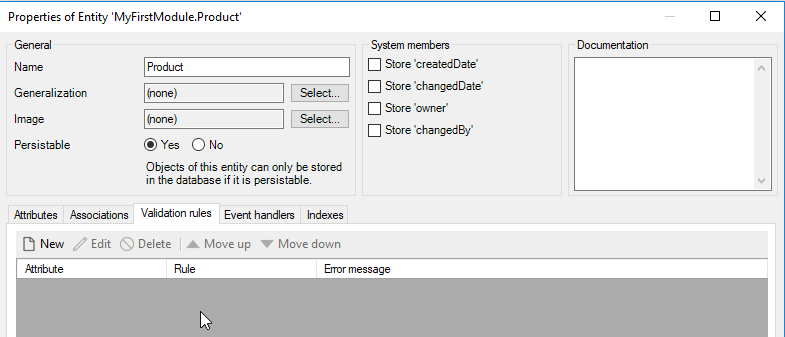 Properties of Entity 'MyFirstModule.Product'
General
Name
Product
Generalization
(none)
Select...
Image
(none)
Select...
Persistable
Yes
No
Objects of this entity can only be stored
in the database if it is persistable.
System members
Store 'createdDate'
Store 'changedDate'
Store 'owner'
Store 'changedBy'
Documentation
Attributes Associations Validation rules Event handlers Indexes
New Edit Delete Move up Move down
Attribute Rule Error message